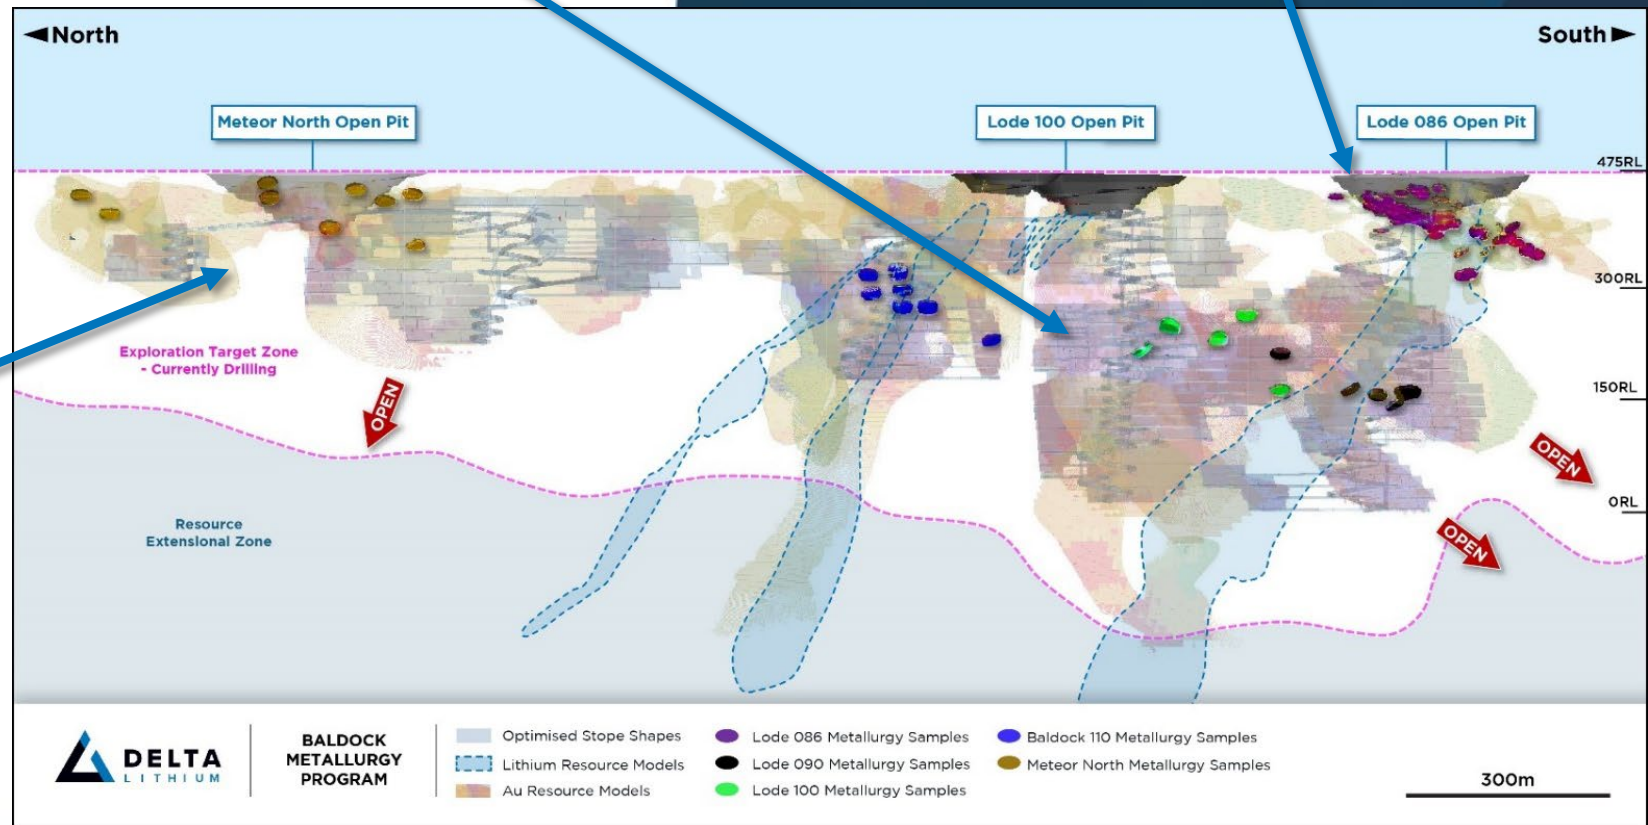 ◄North
South►
Meteor North Open Pit
Lode 100 Open Pit
Lode 086 Open Pit
475RL
300RL
Exploration Target Zone
- Currently Drilling
OPEN
150RL
OPEN
0RL
OPEN
Resource
Extensional Zone
DELTA
LITHIUM
BALDOCK
METALLURGY
PROGRAM
Optimised Stope Shapes
Lithium Resource Models
Au Resource Models
Lode 086 Metallurgy Samples
Lode 090 Metallurgy Samples
Lode 100 Metallurgy Samples
Baldock 110 Metallurgy Samples
Meteor North Metallurgy Samples
300m